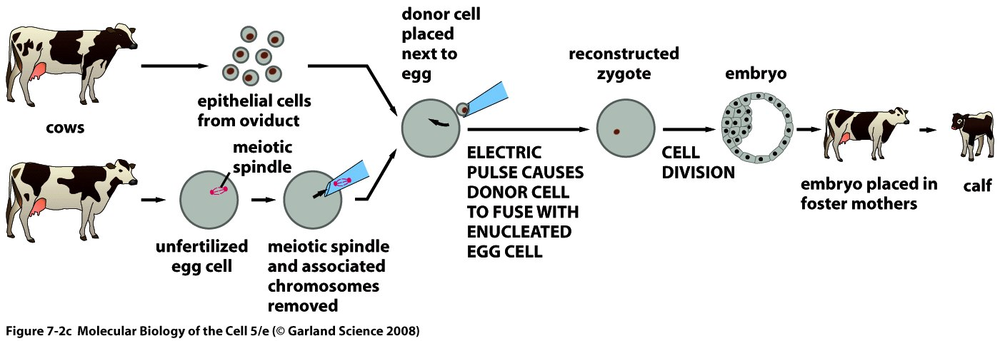 cows
epithelial cells
from oviduct
meiotic
spindle
unfertilized
egg cell
meiotic spindle
and associated
chromosomes
removed
donor cell
placed
next to
egg
ELECTRIC
PULSE CAUSES
DONOR CELL
TO FUSE WITH
ENUCLEATED
EGG CELL
reconstructed
zygote
CELL
DIVISION
embryo
embryo placed in
foster mothers
calf
Figure 7-2c Molecular Biology of the Cell 5/e (© Garland Science 2008)